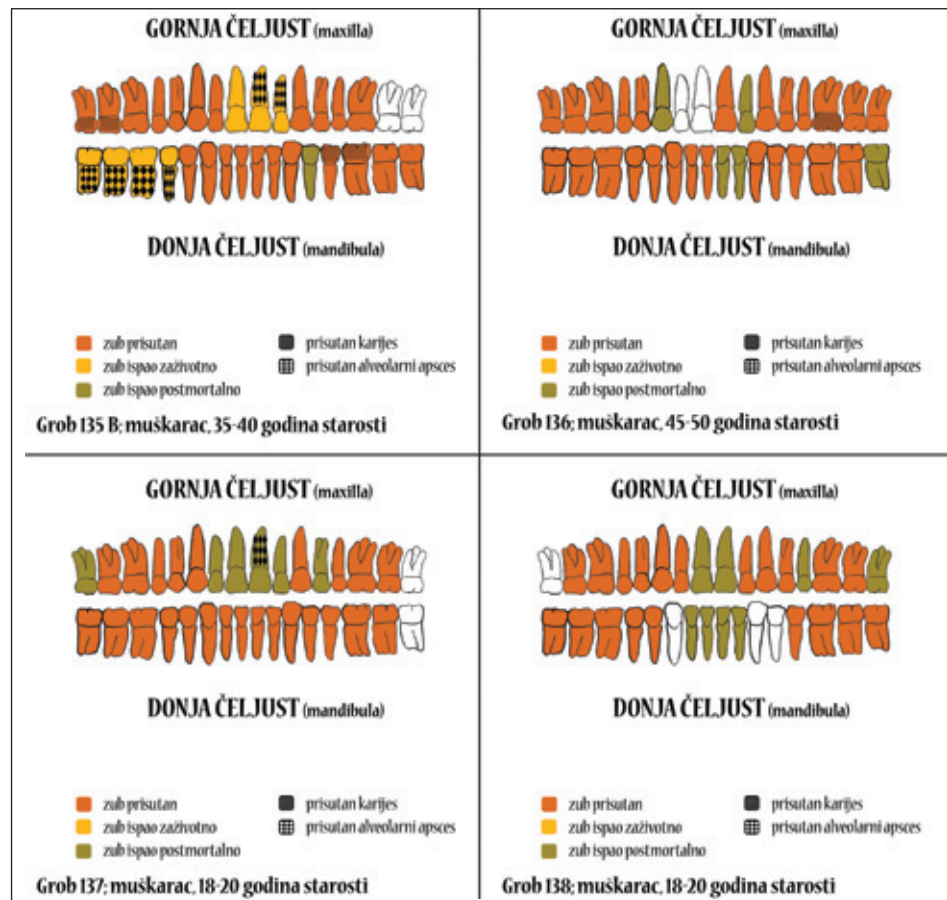 GORNJA ČELJUST (maxilla)
DONJA ČELJUST (mandibula)
zub prisutan
zub ispao zaživotno
zub ispao postmortalno
prisutan karijes
prisutan alveolarni apsces
Grob 135 B; muškarac, 35-40 godina starosti
GORNJA ČELJUST (maxilla)
DONJA ČELJUST (mandibula)
zub prisutan
zub ispao zaživotno
zub ispao postmortalno
prisutan karijes
prisutan alveolarni apsces
Grob 136; muškarac, 45-50 godina starosti
GORNJA ČELJUST (maxilla)
DONJA ČELJUST (mandibula)
zub prisutan
zub ispao zaživotno
zub ispao postmortalno
prisutan karijes
prisutan alveolarni apsces
Grob 137; muškarac, 18-20 godina starosti
GORNJA ČELJUST (maxilla)
DONJA ČELJUST (mandibula)
zub prisutan
zub ispao zaživotno
zub ispao postmortalno
prisutan karijes
prisutan alveolarni apsces
Grob 138; muškarac, 18-20 godina starosti